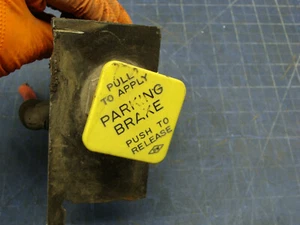 PULL
TO APPLY
PARKING
BRAKE
PUSH TO
RELEASE